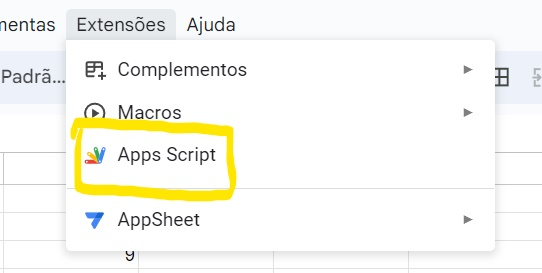 mentas Extensões Ajuda
Padrã...
Complementos
Macros
Apps Script
AppSheet
9